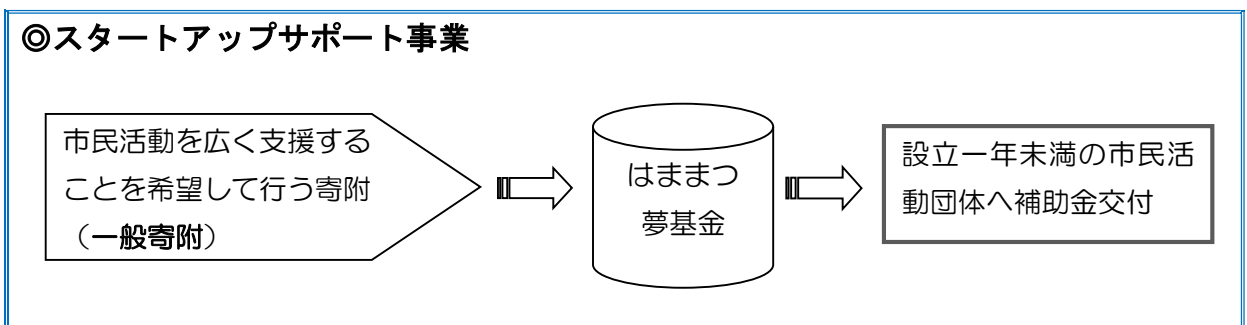 ◎スタートアップサポート事業
市民活動を広く支援する
ことを希望して行う寄附
（一般寄附）
はままつ
夢基金
設立一年未満の市民活
動団体へ補助金交付